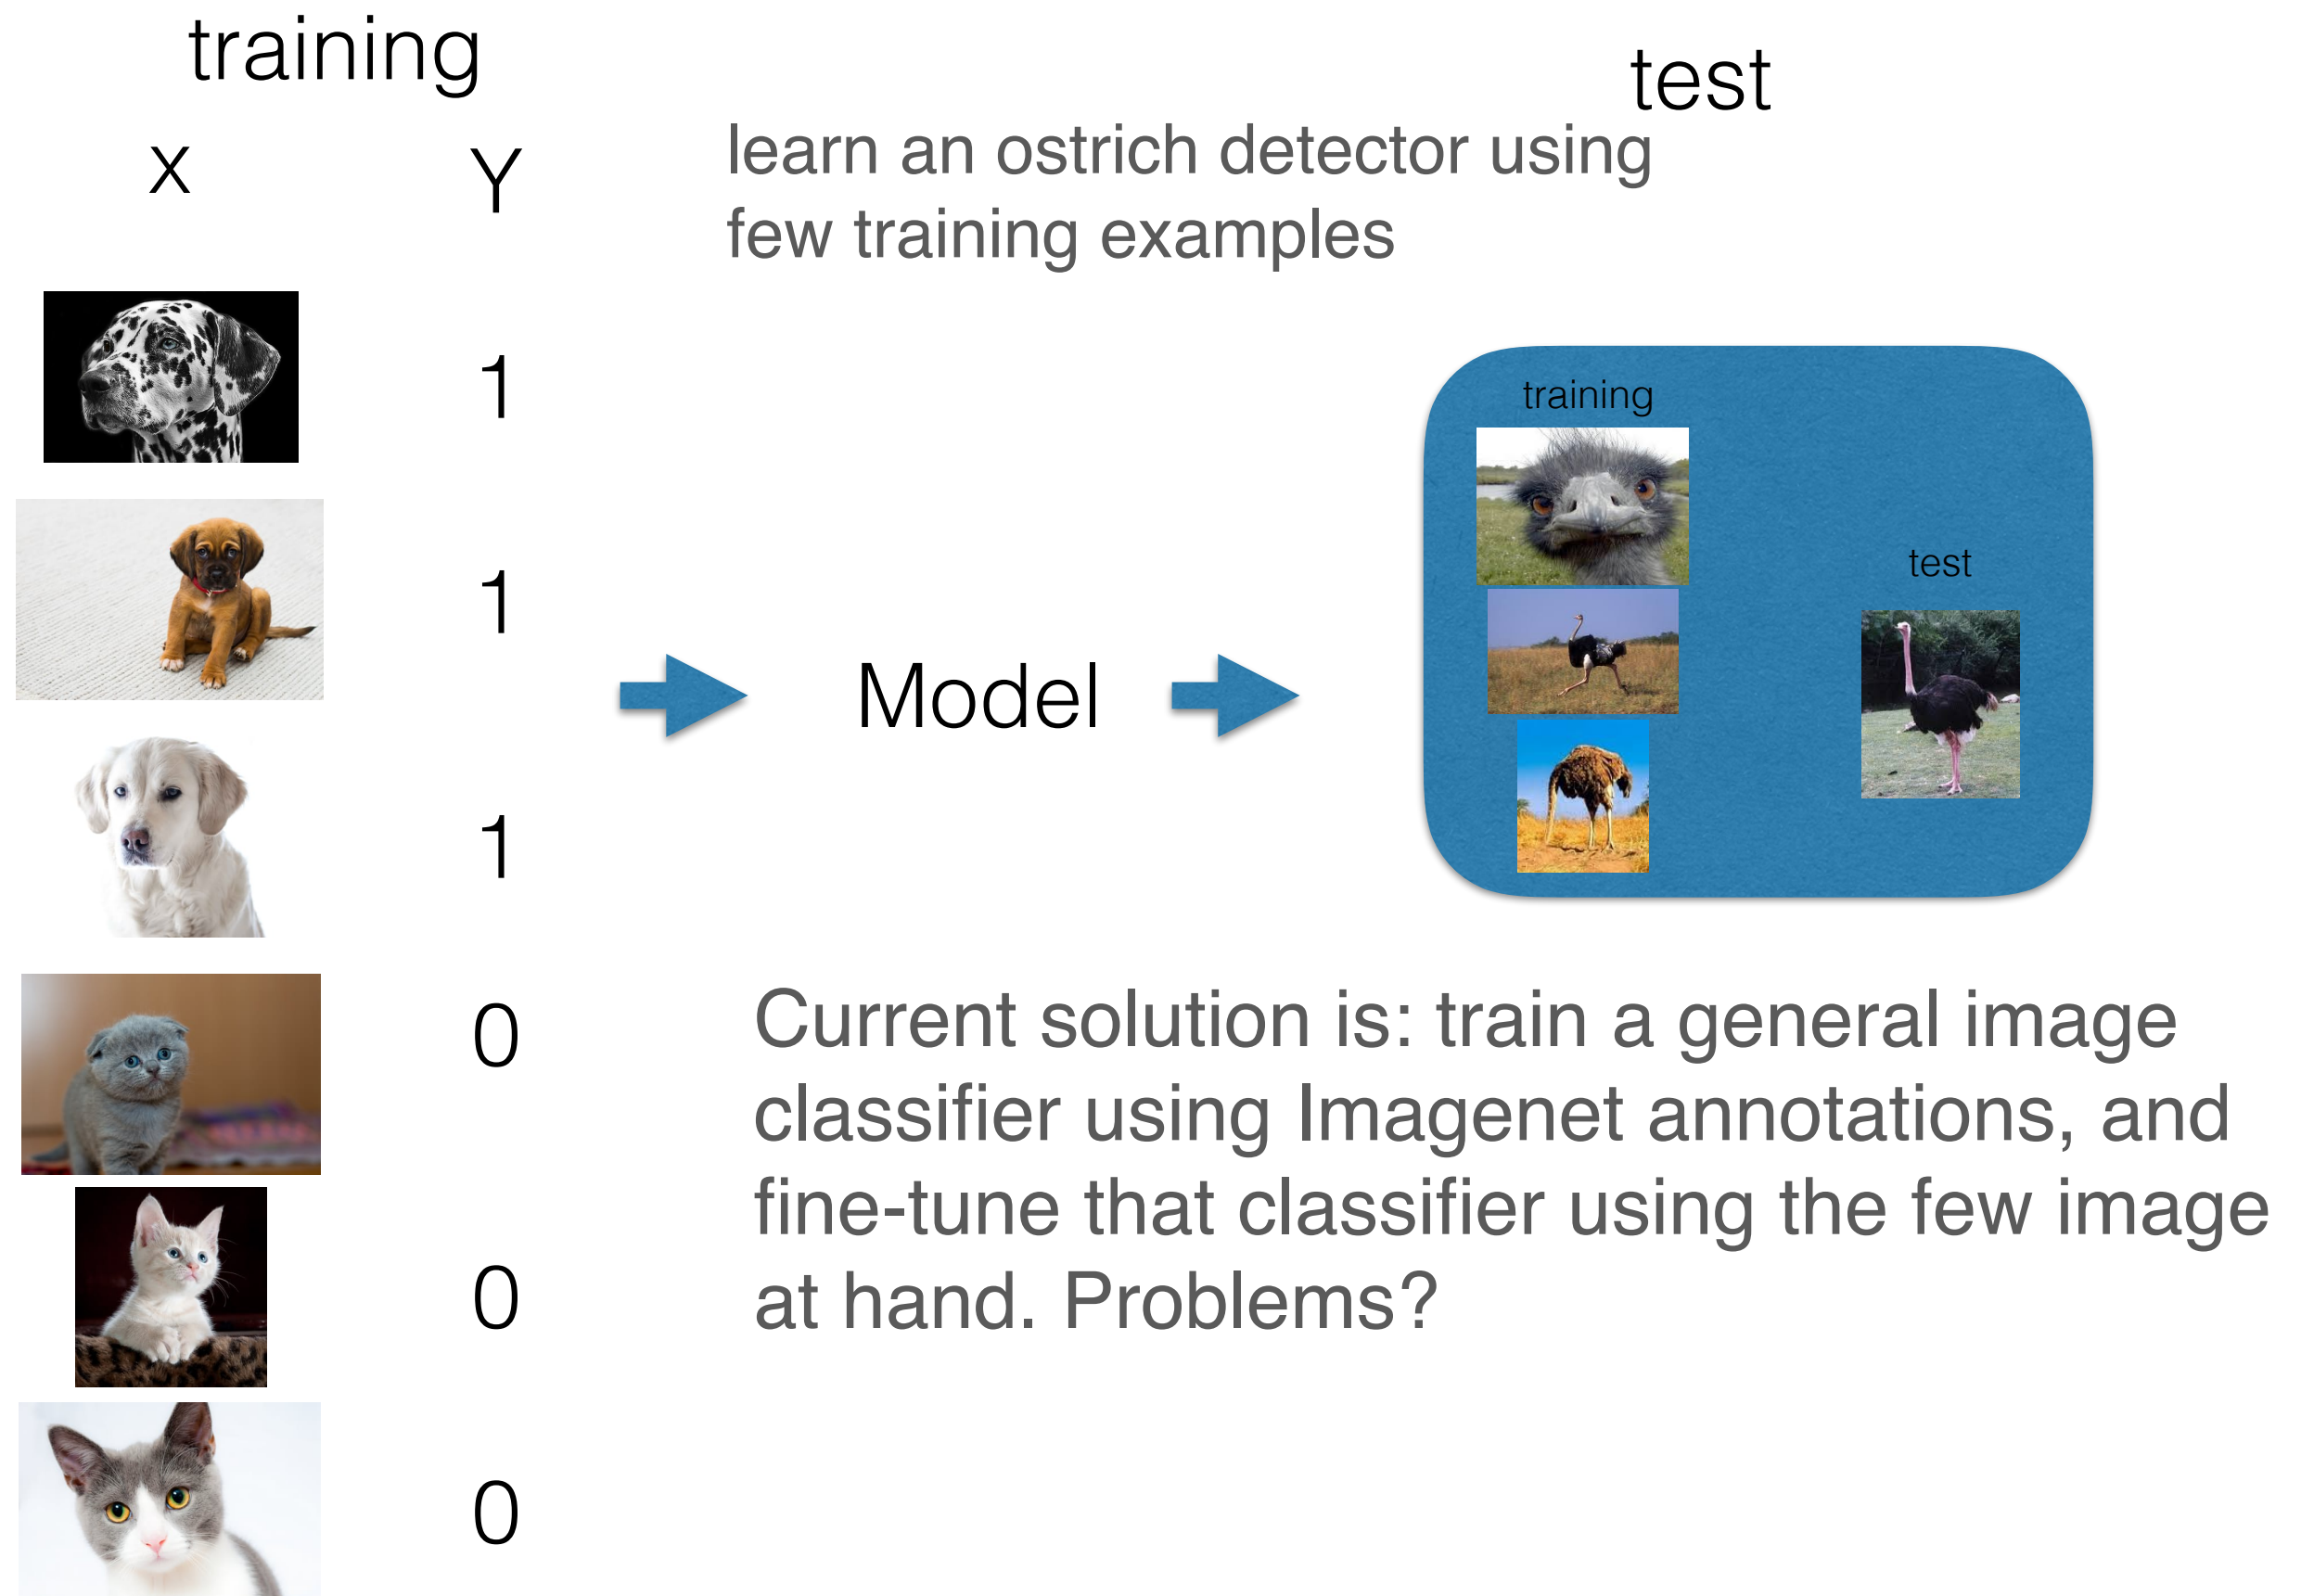 training
test
X
Y
learn an ostrich detector using
few training examples
1
1
1
0
0
0
Model
training
test
Current solution is: train a general image
classifier using Imagenet annotations, and
fine-tune that classifier using the few image
at hand. Problems?